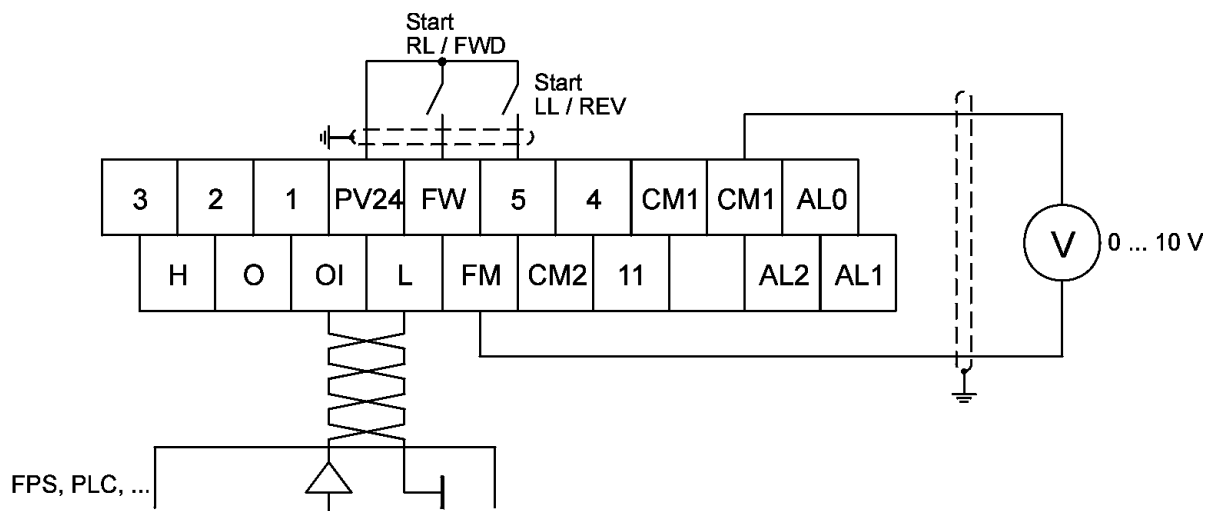 Start
RL / FWD
Start
LL / REV
3 2 1 PV24 FW 5 4 CM1 CM1 AL0
H O OI L FM CM2 11 AL2 AL1
V 0 ... 10 V
FPS, PLC, ...